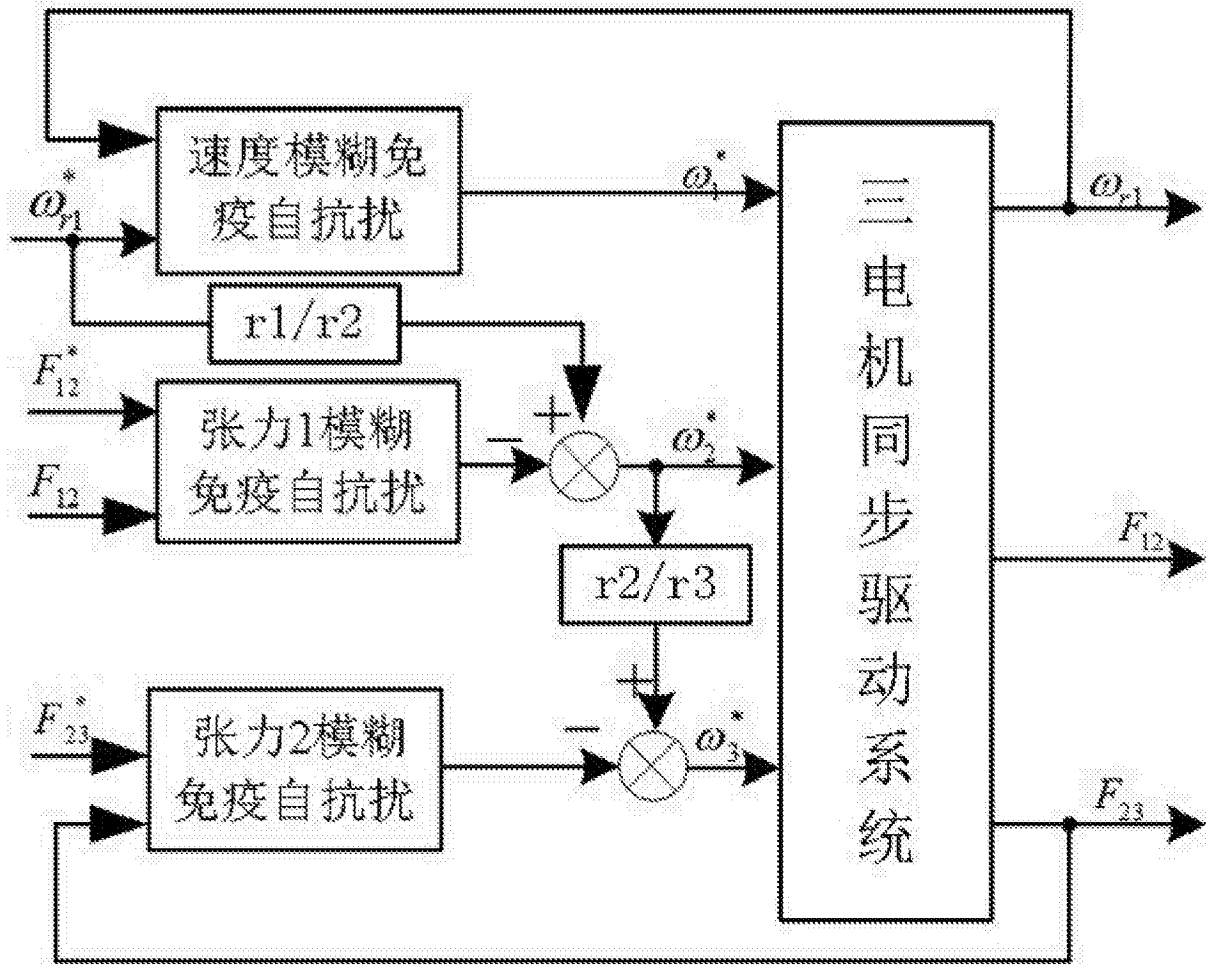 速度模糊免
疫自抗扰
ω*r1
ω*1
ωr1
r1/r2
F*12
张力1模糊
免疫自抗扰
F12
+
−
ω*2
r2/r3
三电机同步驱动系统
F12
F*23
张力2模糊
免疫自抗扰
+
−
ω*3
F23